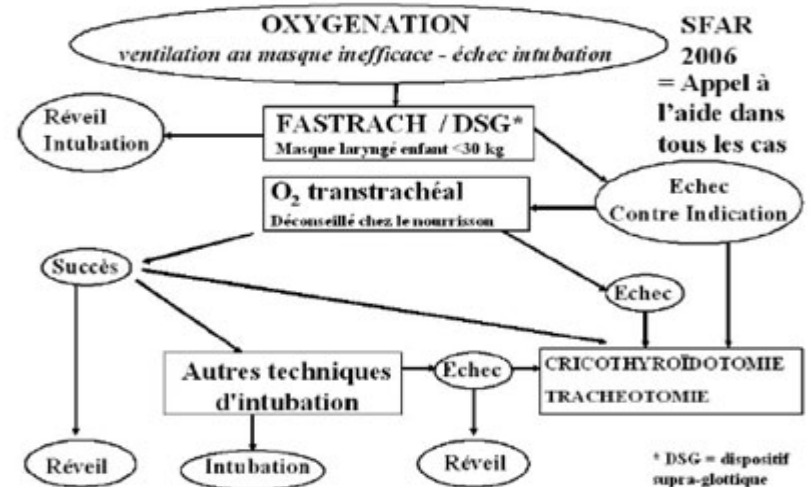 OXYGENATION
ventilation au masque inefficace - échec intubation
SFAR
2006
= Appel à
l'aide dans
tous les cas
Réveil
Intubation
FASTRACH / DSG*
Masque laryngé enfant <30 kg
Echec
Contre Indication
O₂ transtrachéal
Déconseillé chez le nourrisson
Succès
Echec
Autres techniques
d'intubation
Echec
CRICOTHYROÏDOTOMIE
TRACHEOTOMIE
Réveil
Intubation
Réveil
* DSG = dispositif
supra-glottique